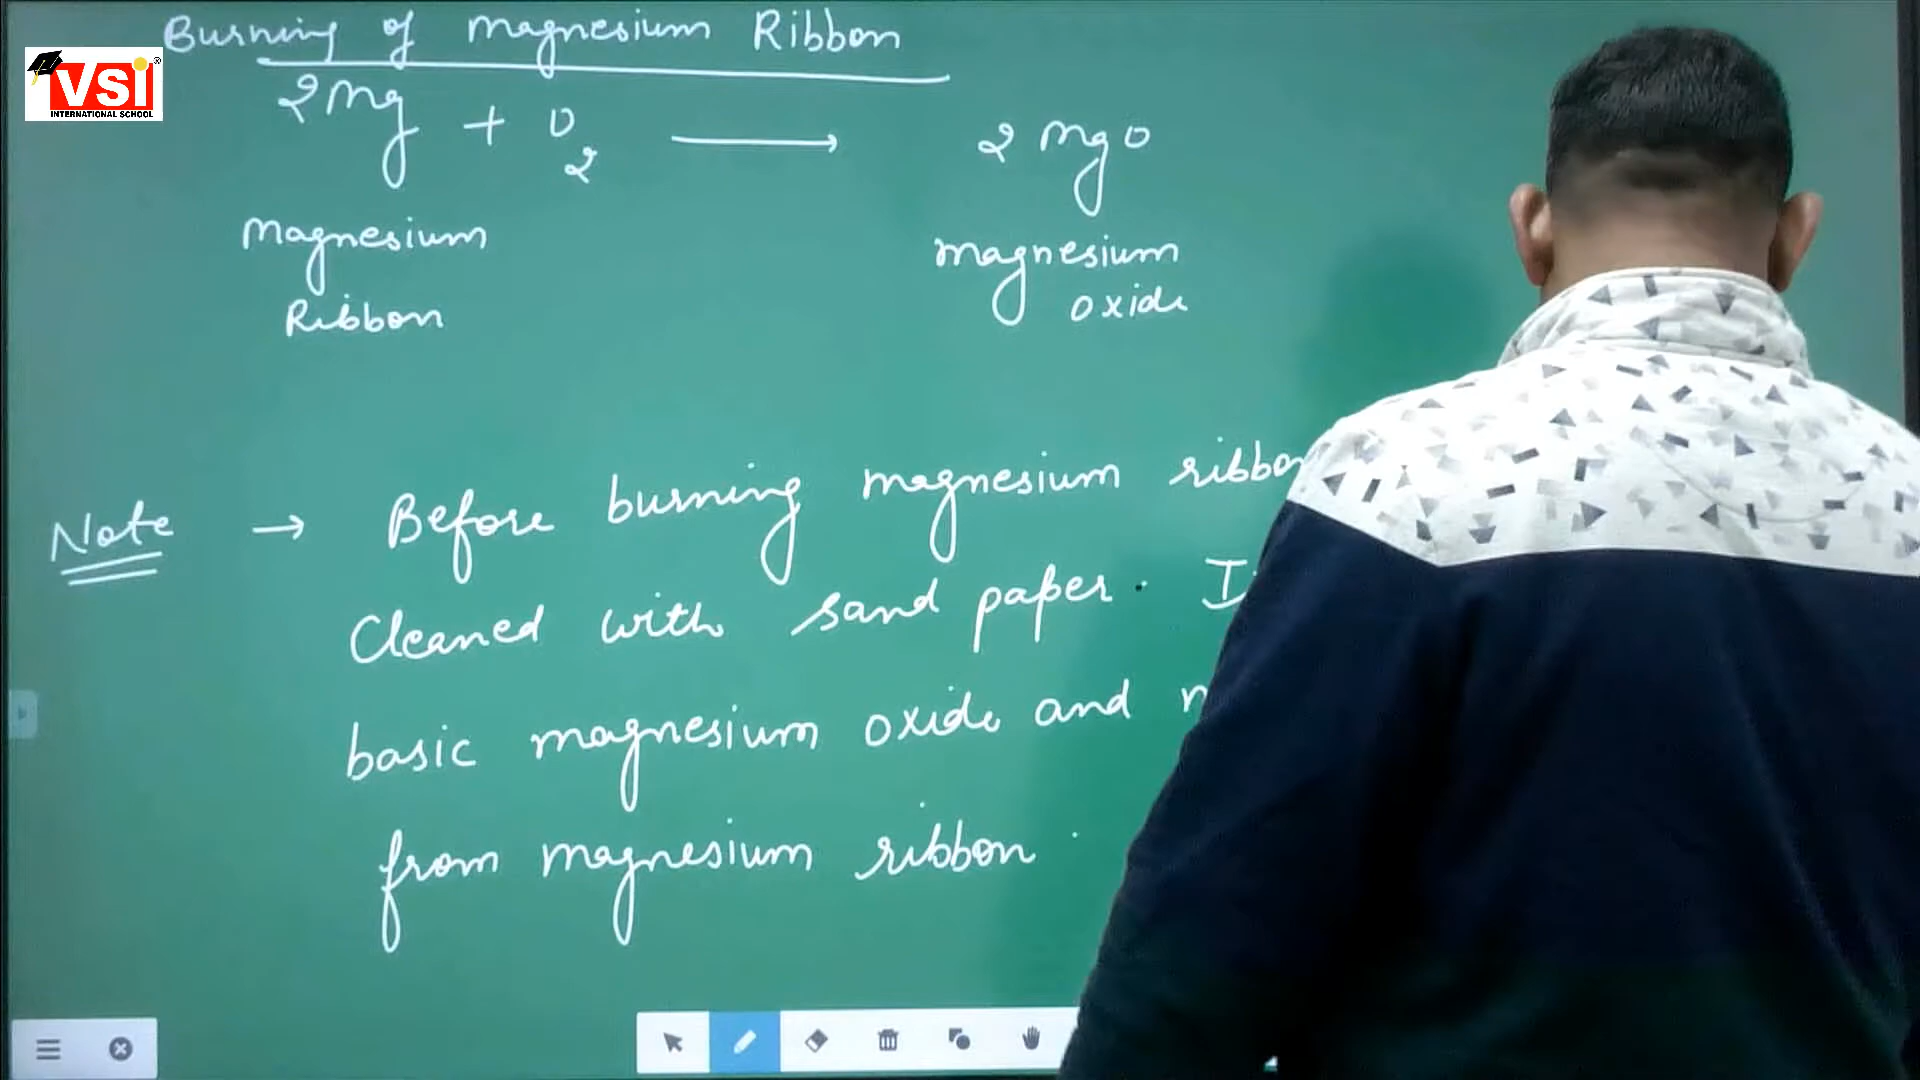 Burning of Magnesium Ribbon
VSi®
INTERNATIONAL SCHOOL
2Mg + O2 → 2MgO
Magnesium Ribbon
Magnesium oxide
Note → Before burning magnesium ribbon
Cleaned with sand paper.
basic magnesium oxide and
from magnesium ribbon.